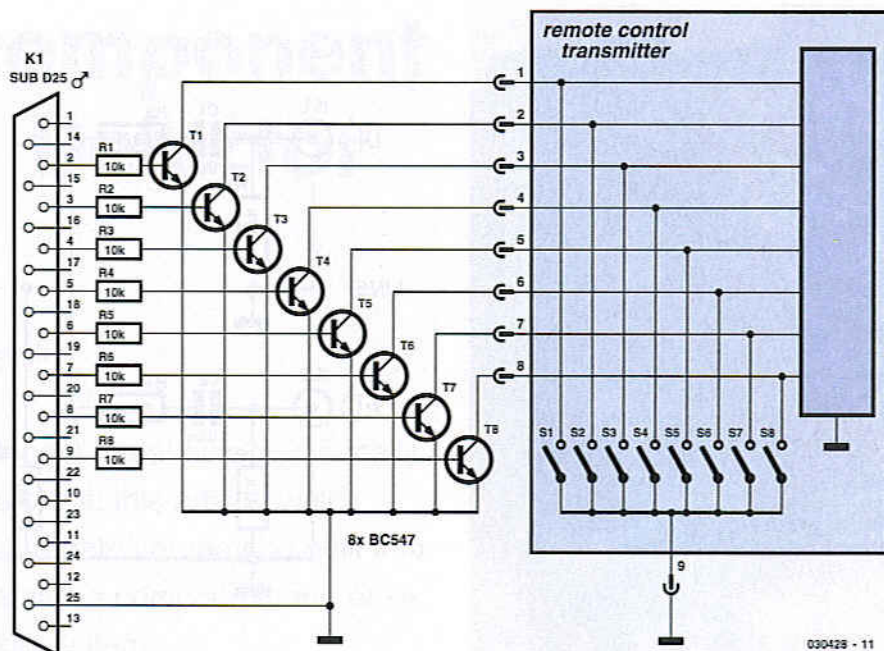 K1
SUB D25 ♂
1
14
2
15
3
16
4
17
5
18
6
19
7
20
8
21
9
22
10
23
11
24
12
25
13
R1
10k
R2
10k
R3
10k
R4
10k
R5
10k
R6
10k
R7
10k
R8
10k
T1
T2
T3
T4
T5
T6
T7
T8
8x BC547
1
2
3
4
5
6
7
8
remote control
transmitter
S1 S2 S3 S4 S5 S6 S7 S8
9
030428 - 11